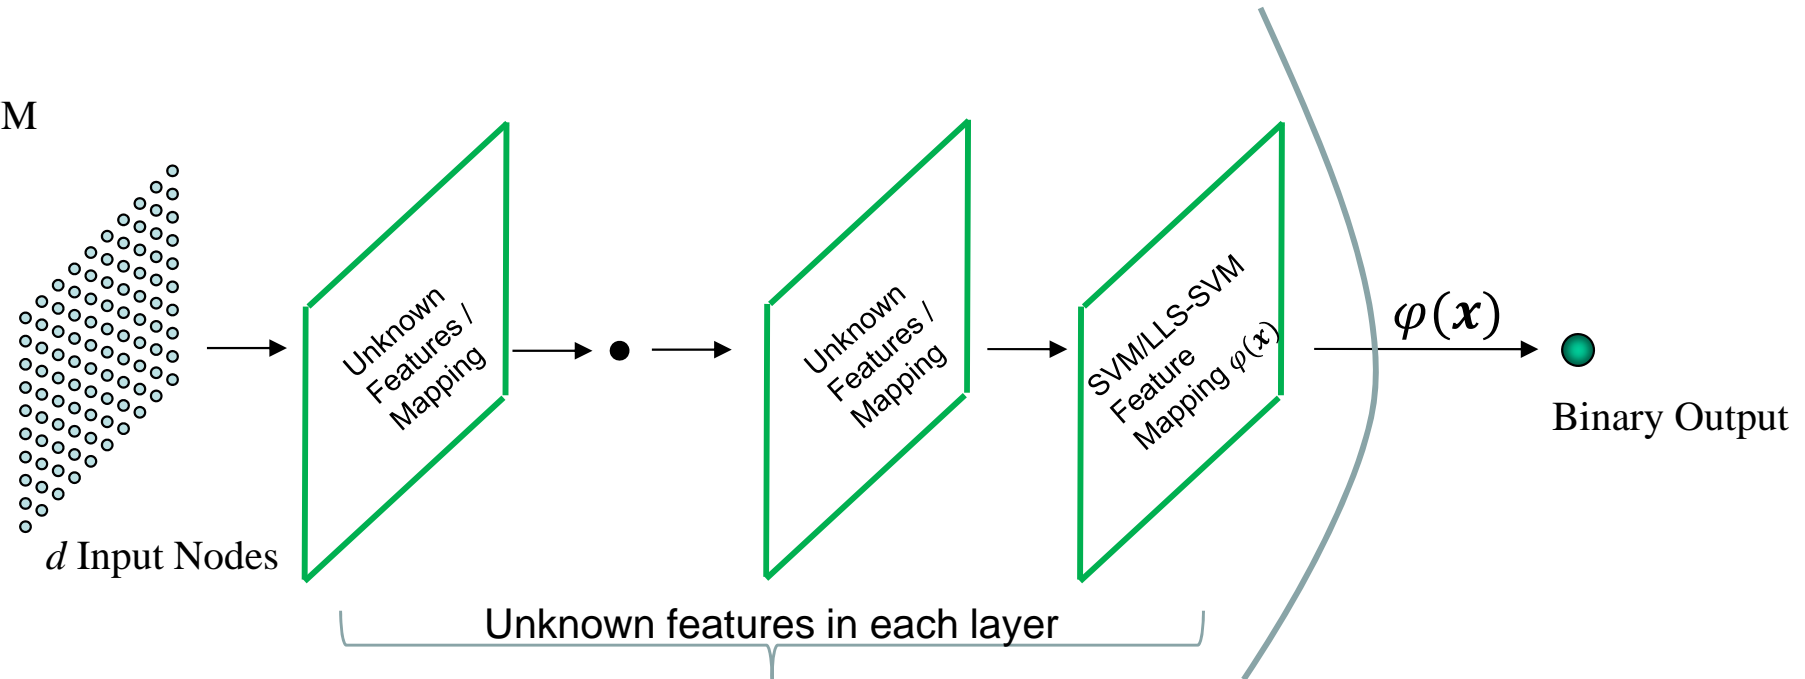 M
d Input Nodes
Unknown
Features /
Mapping
Unknown
Features /
Mapping
SVM/LLS-SVM
Feature
Mapping φ(x)
φ(x)
Binary Output
Unknown features in each layer